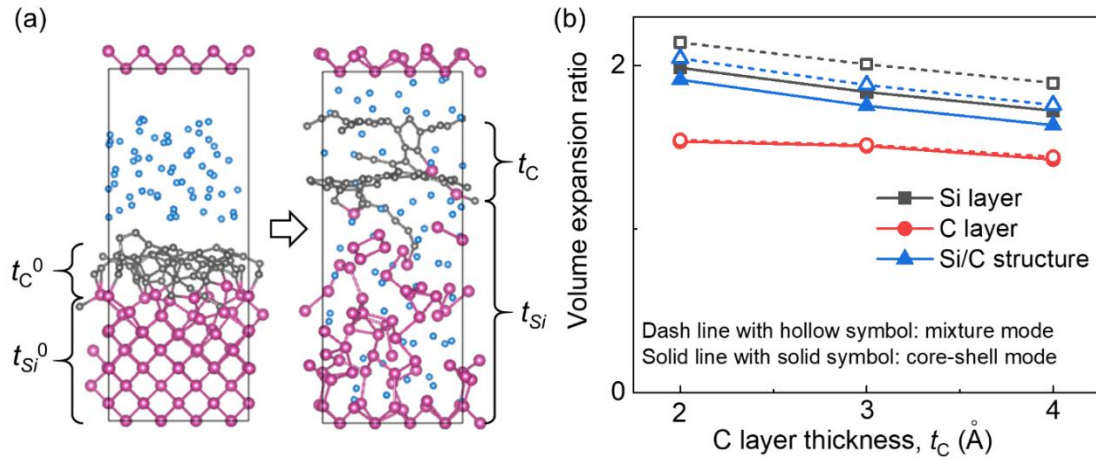 (a)
t_C^0
t_Si^0
t_C
t_Si
(b)
Volume expansion ratio
2
0
2
3
4
C layer thickness, t_C (Å)
Si layer
C layer
Si/C structure
Dash line with hollow symbol: mixture mode
Solid line with solid symbol: core-shell mode